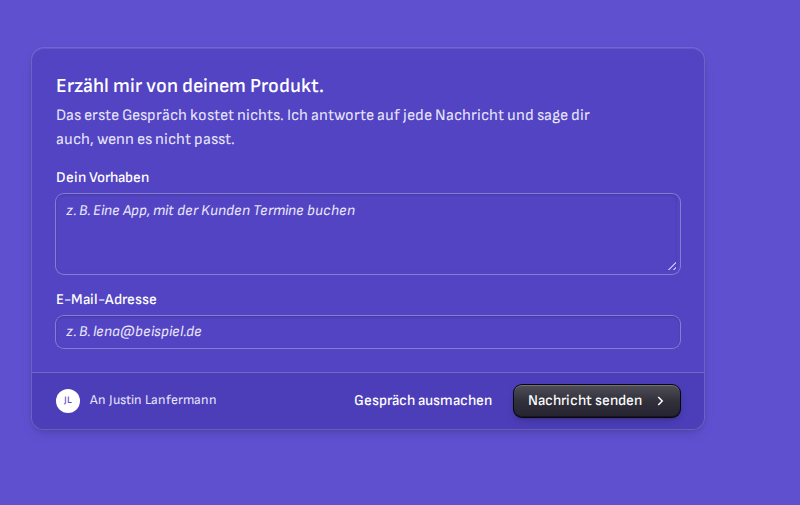 Erzähl mir von deinem Produkt.
Das erste Gespräch kostet nichts. Ich antworte auf jede Nachricht und sage dir
auch, wenn es nicht passt.
Dein Vorhaben
z. B. Eine App, mit der Kunden Termine buchen
E-Mail-Adresse
z. B. lena@beispiel.de
JL An Justin Lanfermann Gespräch ausmachen Nachricht senden